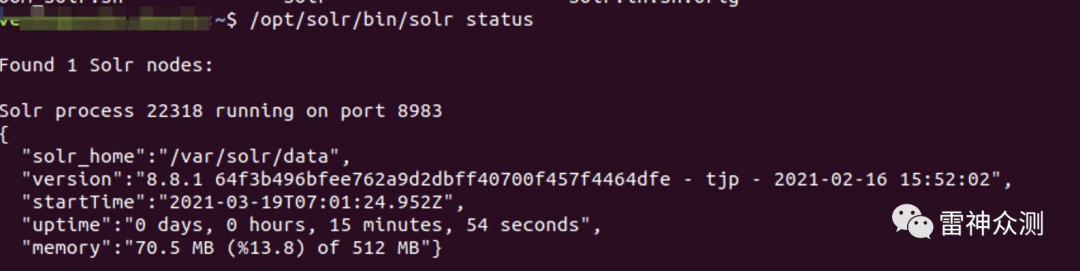 ~$ /opt/solr/bin/solr status
Found 1 Solr nodes:
Solr process 22318 running on port 8983
{
"solr_home":"/var/solr/data",
"version":"8.8.1 64f3b496bfee762a9d2dbff40700f457f4464dfe - tjp - 2021-02-16 15:52:02",
"startTime":"2021-03-19T07:01:24.952Z",
"uptime":"0 days, 0 hours, 15 minutes, 54 seconds",
"memory":"70.5 MB (%13.8) of 512 MB"}
雷神众测